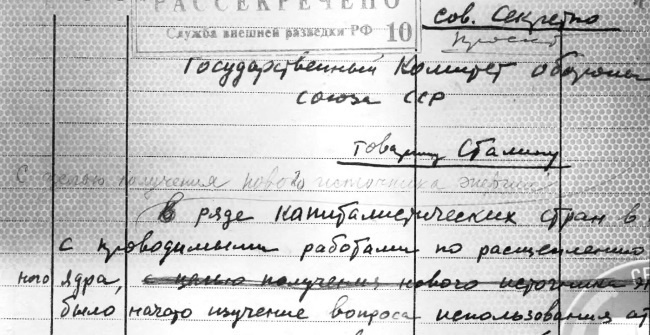 РАССЕКРЕЧЕНО
Служба внешней разведки РФ 10
Сов. Секретно
Проект
Государственный Комитет обороны
Союза ССР
товарищу Сталину
с целью получения нового источника энергии
В ряде капиталистических стран в
с проводимыми работами по расщеплению
ного ядра, с целью получения нового источника
было начато изучение вопроса использования ат